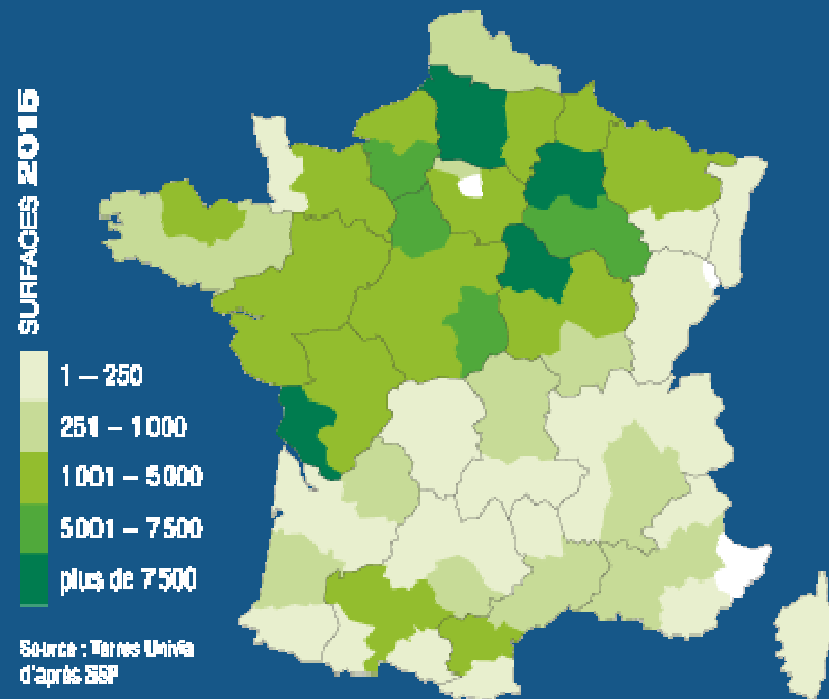 SURFACES 2015
1 – 250
251 – 1000
1001 – 5000
5001 – 7500
plus de 7500
Source : Terres Univia
d'après SSP